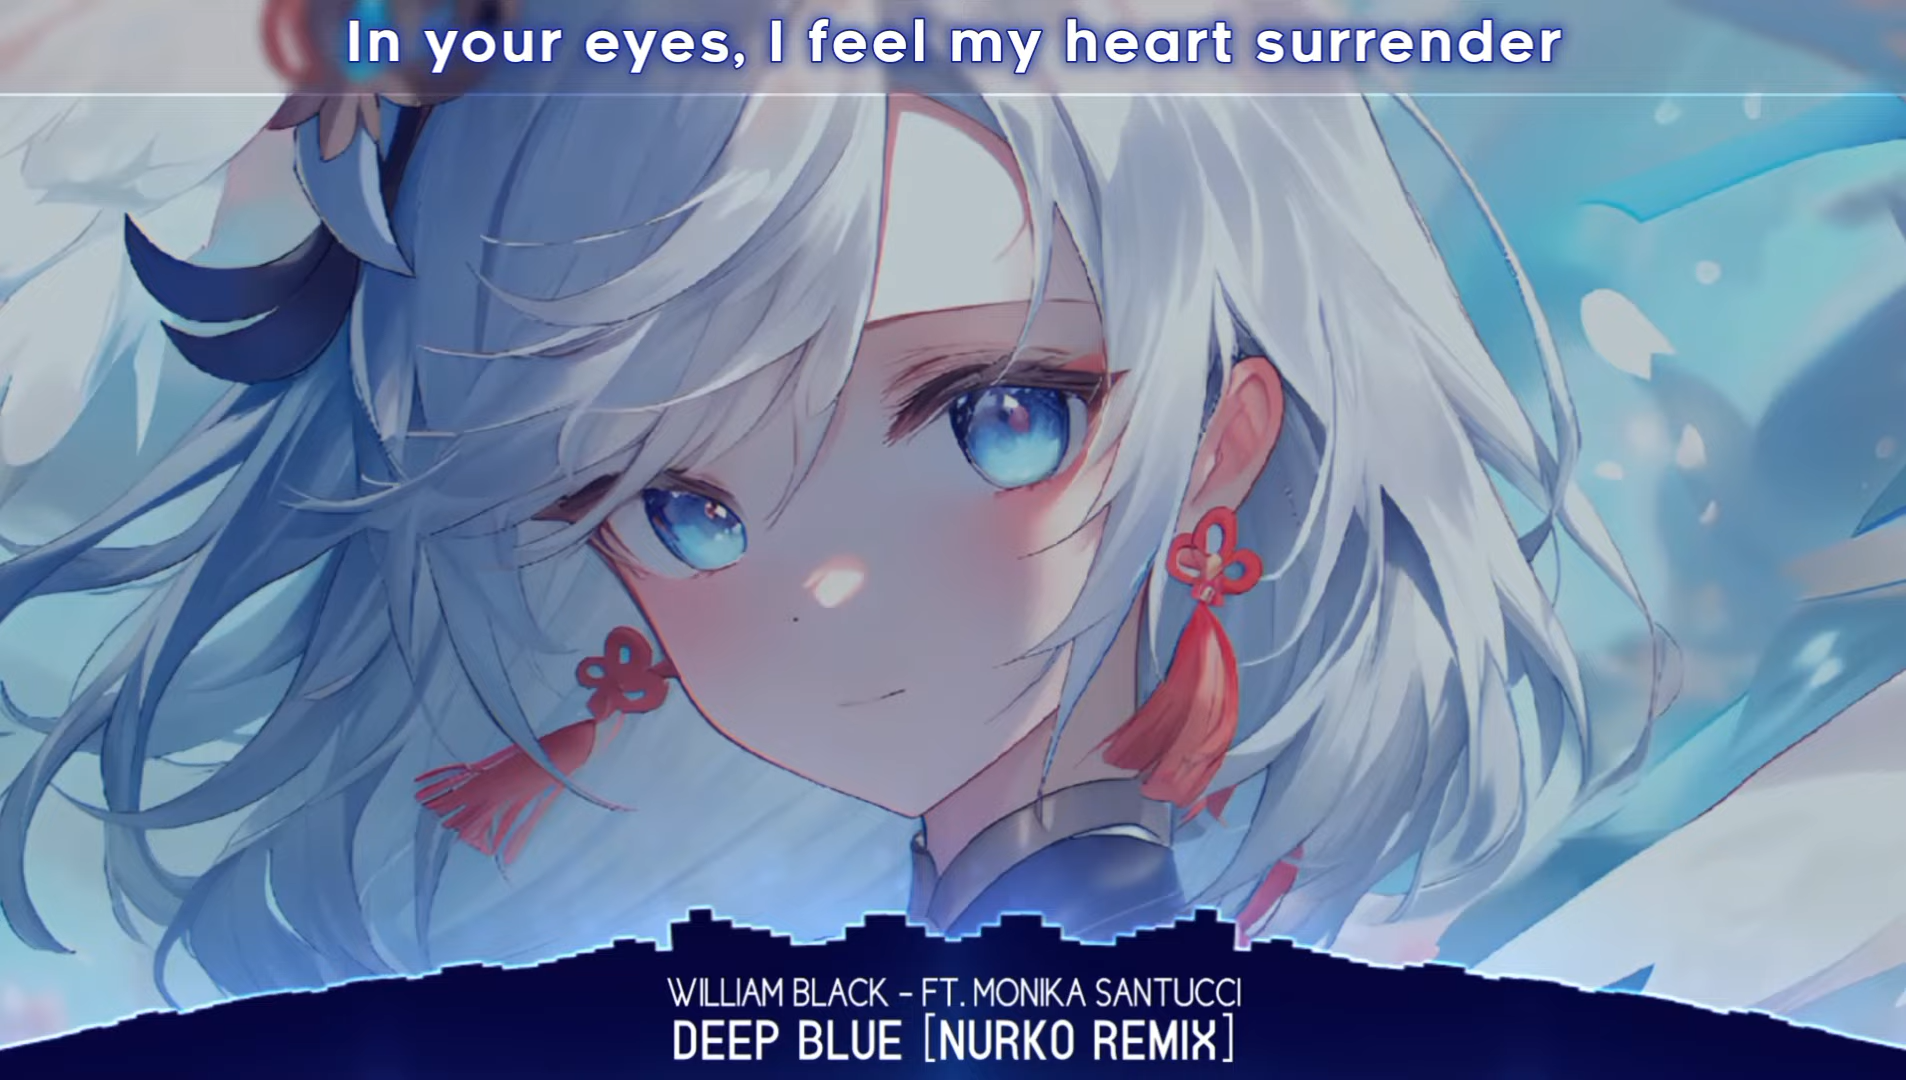 In your eyes, I feel my heart surrender
WILLIAM BLACK - FT. MONIKA SANTUCCI
DEEP BLUE [NURKO REMIX]